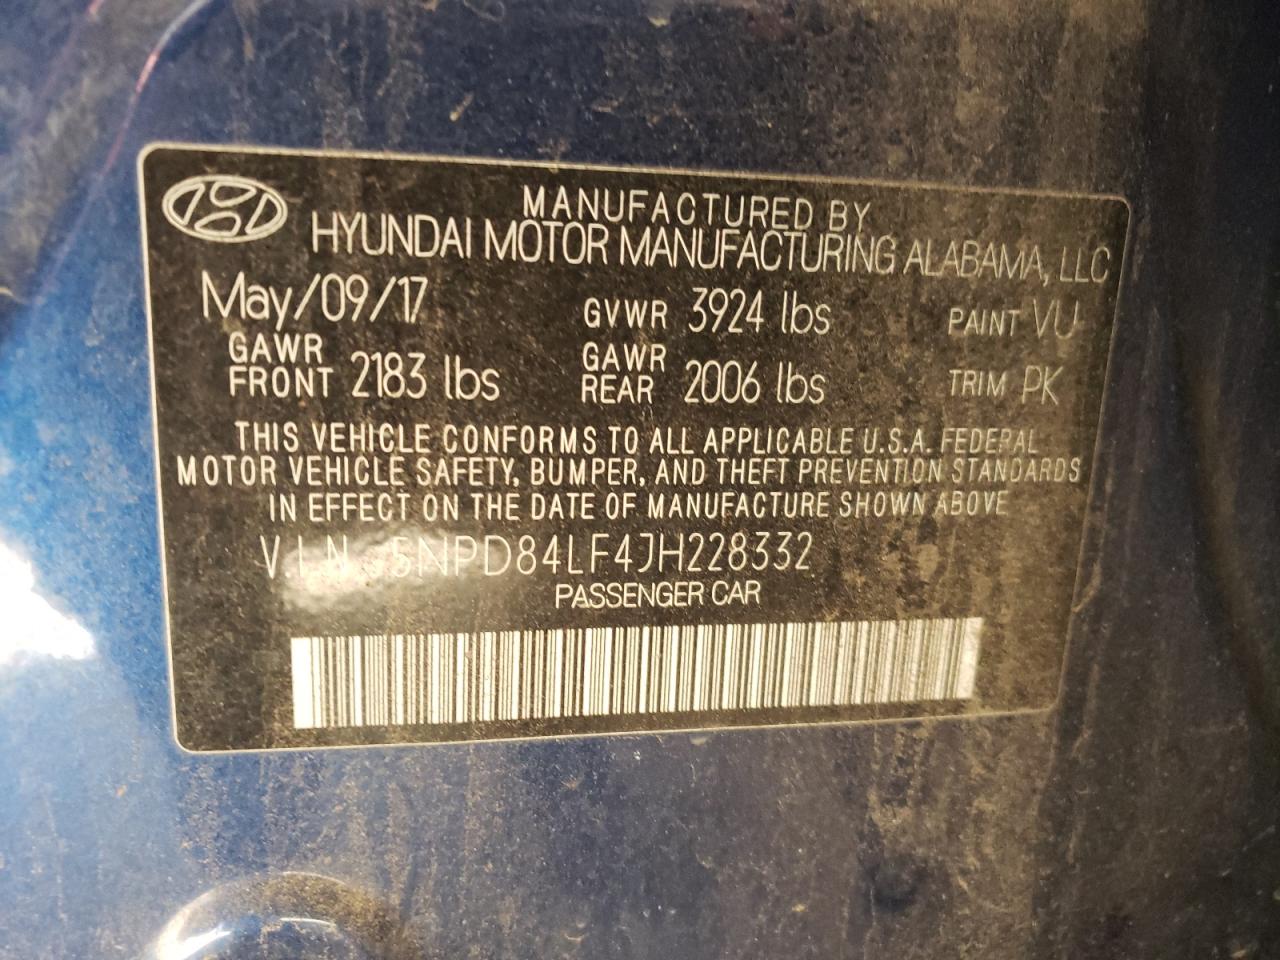 MANUFACTURED BY
HYUNDAI MOTOR MANUFACTURING ALABAMA, LLC
May/09/17 GVWR 3924 lbs PAINT VU
GAWR FRONT 2183 lbs GAWR REAR 2006 lbs TRIM PK
THIS VEHICLE CONFORMS TO ALL APPLICABLE U.S.A. FEDERAL
MOTOR VEHICLE SAFETY, BUMPER, AND THEFT PREVENTION STANDARDS
IN EFFECT ON THE DATE OF MANUFACTURE SHOWN ABOVE
V.I.N 5NPD84LF4JH228332
PASSENGER CAR